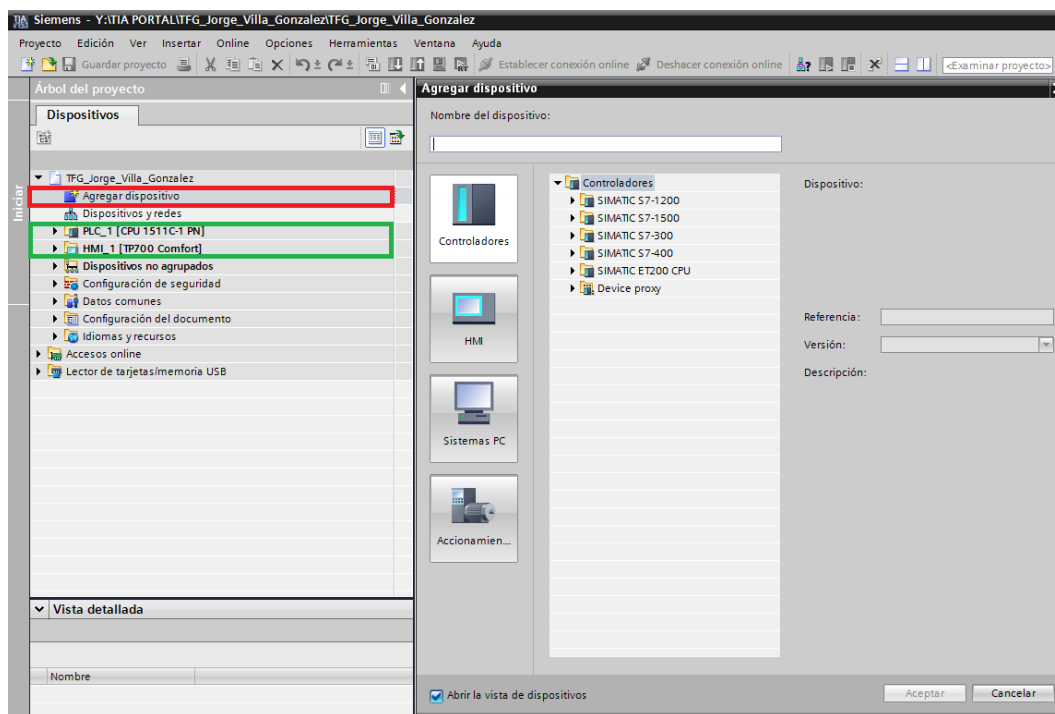 Siemens - Y:\TIA PORTAL\TFG_Jorge_Villa_Gonzalez\TFG_Jorge_Villa_Gonzalez
Proyecto Edición Ver Insertar Online Opciones Herramientas Ventana Ayuda
Guardar proyecto Establecer conexión online Deshacer conexión online <Examinar proyecto>
Árbol del proyecto
Dispositivos
Iniciar
TFG_Jorge_Villa_Gonzalez
Agregar dispositivo
Dispositivos y redes
PLC_1 [CPU 1511C-1 PN]
HMI_1 [TP700 Comfort]
Dispositivos no agrupados
Configuración de seguridad
Datos comunes
Configuración del documento
Idiomas y recursos
Accesos online
Lector de tarjetas/memoria USB
Vista detallada
Nombre
Agregar dispositivo
Nombre del dispositivo:
Controladores
HMI
Sistemas PC
Accionamien...
Controladores
SIMATIC S7-1200
SIMATIC S7-1500
SIMATIC S7-300
SIMATIC S7-400
SIMATIC ET200 CPU
Device proxy
Dispositivo:
Referencia:
Versión:
Descripción:
Abrir la vista de dispositivos
Aceptar Cancelar